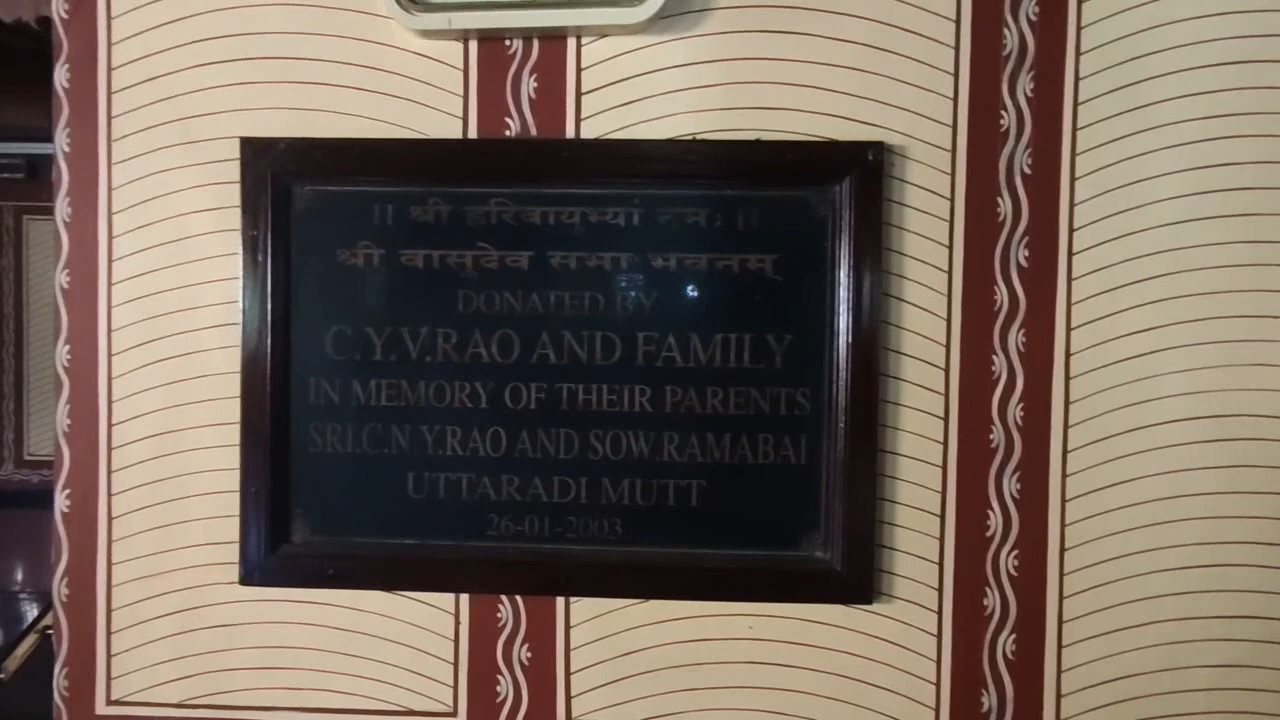 || श्री हरिवायुभ्यां नमः ||
श्री वासुदेव सभा भवनम्
DONATED BY
C.Y.V.RAO AND FAMILY
IN MEMORY OF THEIR PARENTS
SRI.C.N.Y.RAO AND SOW.RAMABAI
UTTARADI MUTT
26-01-2003